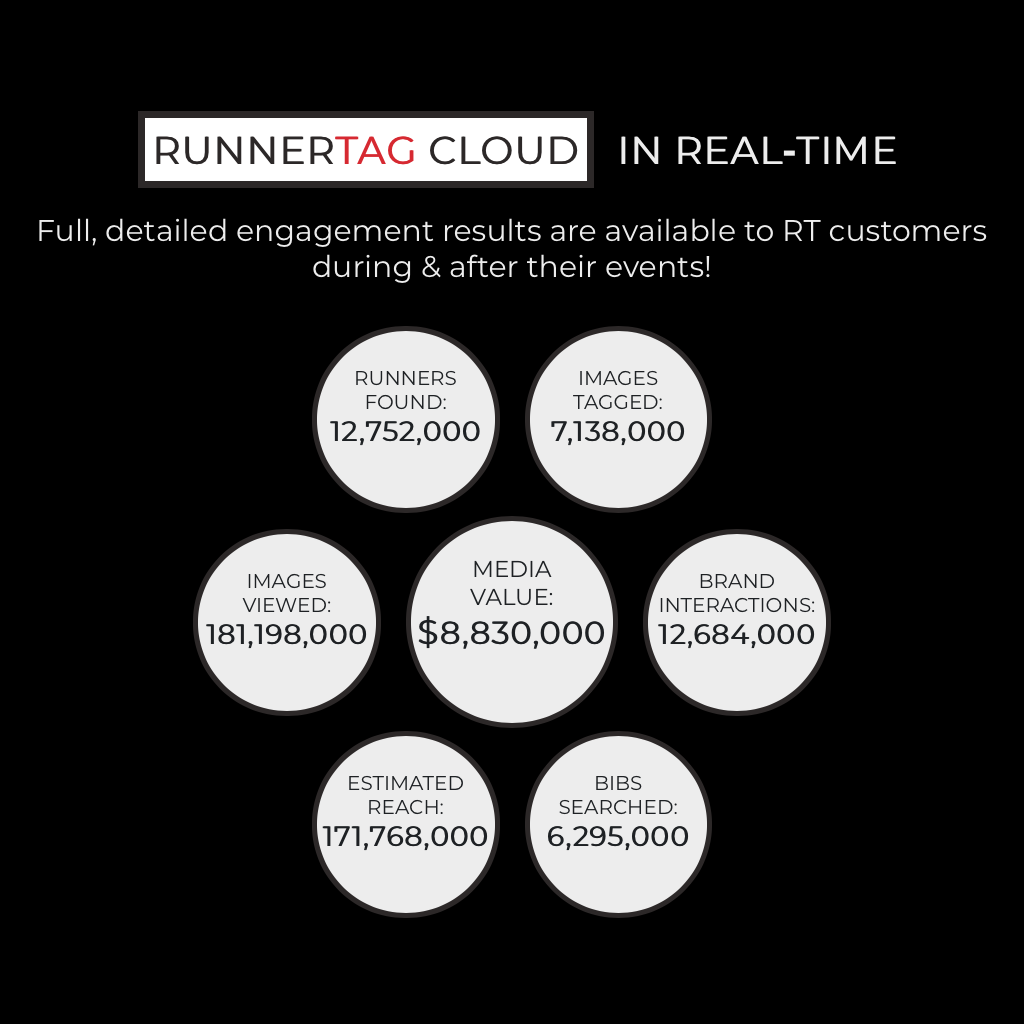 RUNNERTAG CLOUD IN REAL-TIME
Full, detailed engagement results are available to RT customers
during & after their events!
RUNNERS
FOUND:
12,752,000
IMAGES
TAGGED:
7,138,000
IMAGES
VIEWED:
181,198,000
MEDIA
VALUE:
$8,830,000
BRAND
INTERACTIONS:
12,684,000
ESTIMATED
REACH:
171,768,000
BIBS
SEARCHED:
6,295,000